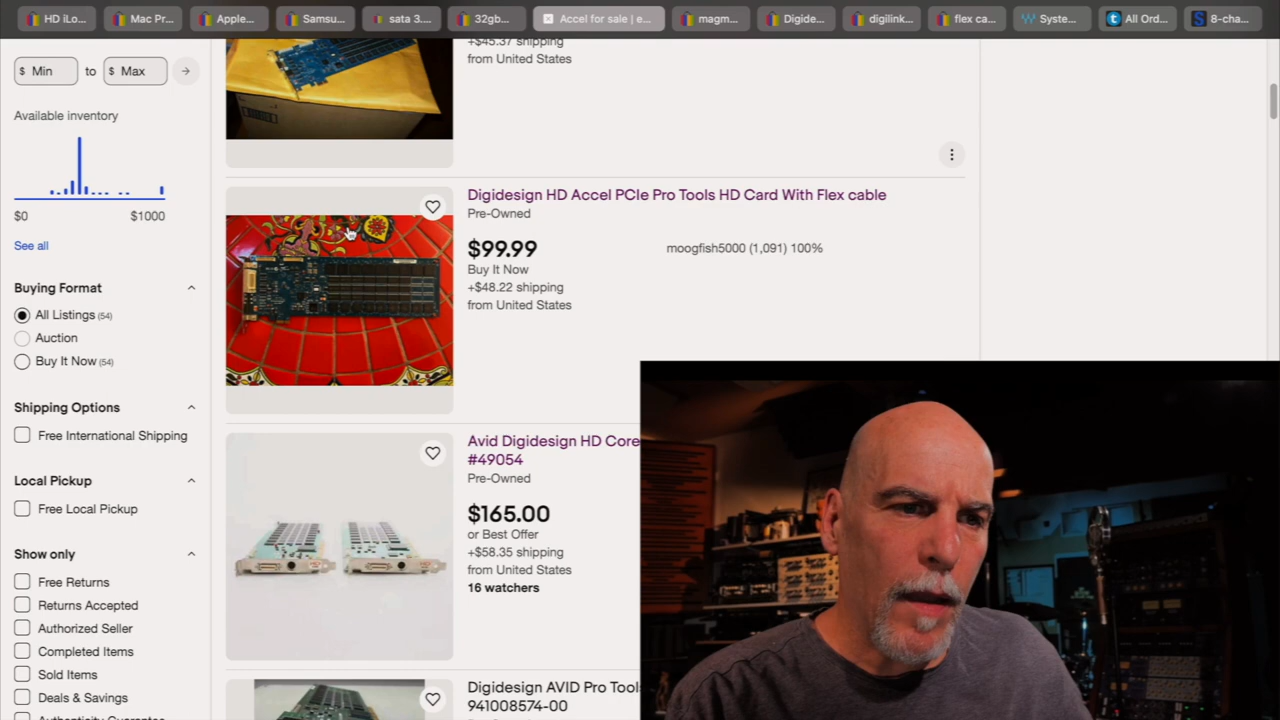 HD iLo...
Mac Pr...
Apple...
Samsu...
sata 3....
32gb...
Accel for sale | e...
magm...
Digide...
digilink...
flex ca...
Syste...
All Ord...
8-cha...
$ Min to $ Max
Available inventory
$0 $1000
See all
Buying Format
All Listings (54)
Auction
Buy It Now (54)
Shipping Options
Free International Shipping
Local Pickup
Free Local Pickup
Show only
Free Returns
Returns Accepted
Authorized Seller
Completed Items
Sold Items
Deals & Savings
Authenticity Guarantee
+$45.37 shipping
from United States
Digidesign HD Accel PCIe Pro Tools HD Card With Flex cable
Pre-Owned
$99.99
Buy It Now
+$48.22 shipping
from United States
moogfish5000 (1,091) 100%
Avid Digidesign HD Core
#49054
Pre-Owned
$165.00
or Best Offer
+$58.35 shipping
from United States
16 watchers
Digidesign AVID Pro Tool
941008574-00